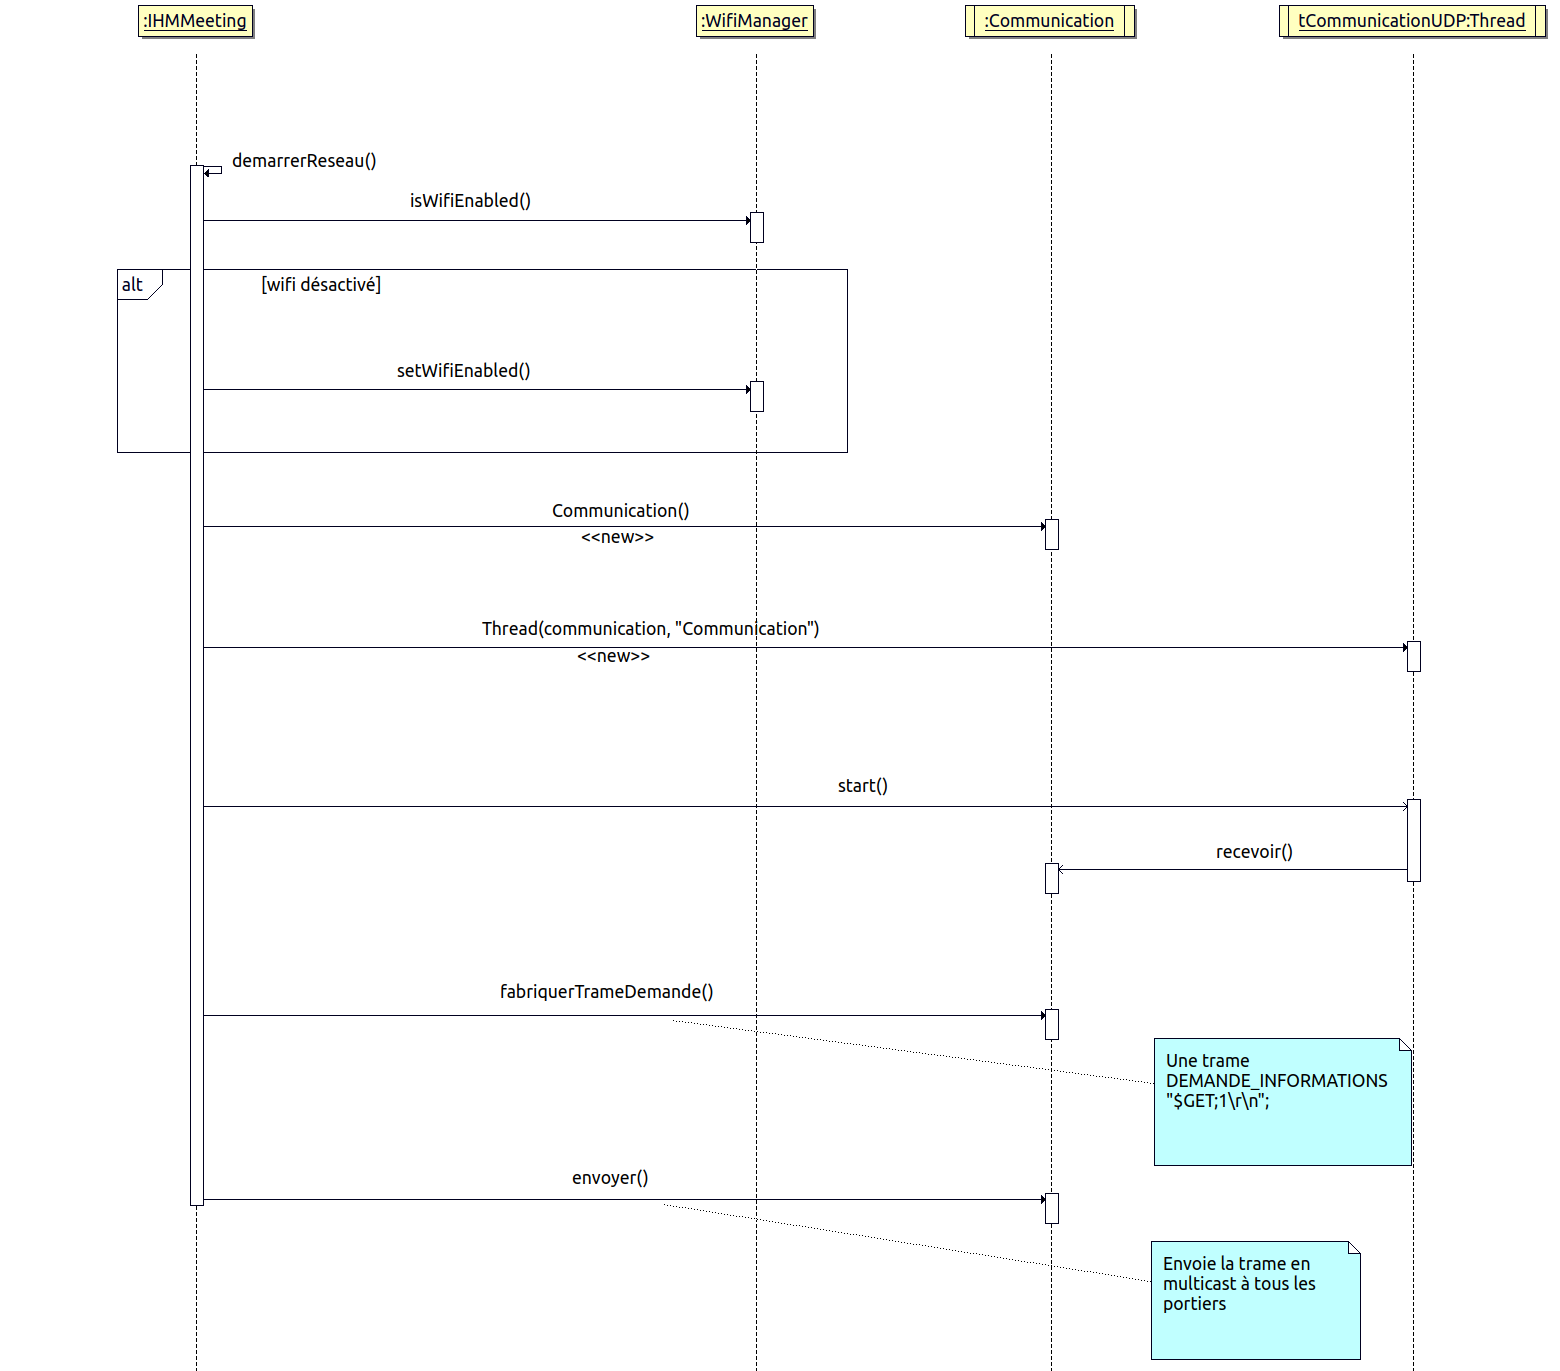 :IHMMeeting
:WifiManager
:Communication
tCommunicationUDP:Thread
demarrerReseau()
isWifiEnabled()
alt
[wifi désactivé]
setWifiEnabled()
Communication()
<<new>>
Thread(communication, "Communication")
<<new>>
start()
recevoir()
fabriquerTrameDemande()
Une trame
DEMANDE_INFORMATIONS
"$GET;1\r\n";
envoyer()
Envoie la trame en
multicast à tous les
portiers